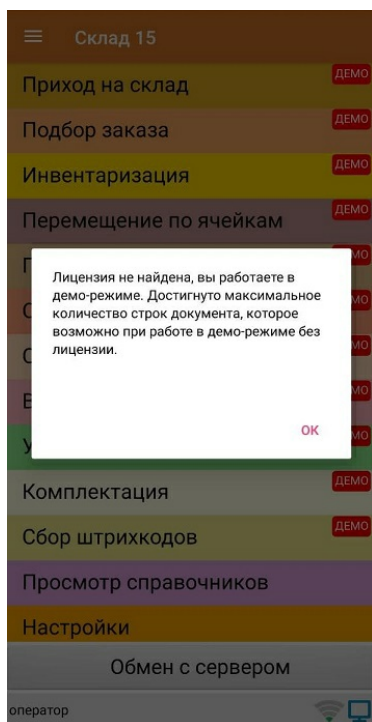 Склад 15
Приход на склад
ДЕМО
Подбор заказа
ДЕМО
Инвентаризация
ДЕМО
Перемещение по ячейкам
ДЕМО
Лицензия не найдена, вы работаете в
демо-режиме. Достигнуто максимальное
количество строк документа, которое
возможно при работе в демо-режиме без
лицензии.
ОК
Комплектация
ДЕМО
Сбор штрихкодов
ДЕМО
Просмотр справочников
Настройки
Обмен с сервером
оператор